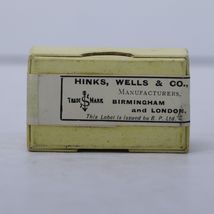 HINKS, WELLS & CO.,
MANUFACTURERS,
TRADE MARK
BIRMINGHAM
and LONDON.
This Label is issued by B. P. Ltd.